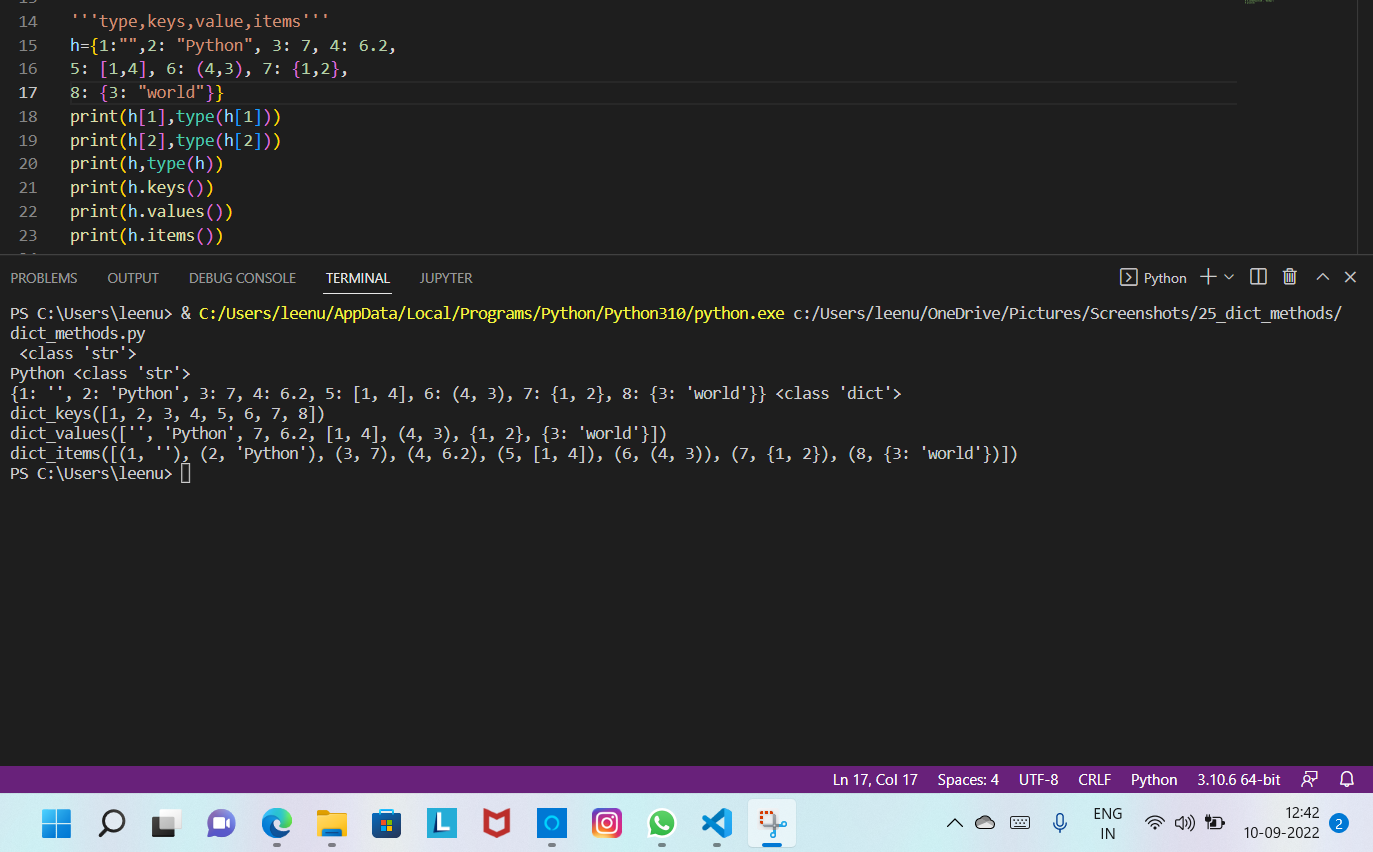 14 '''type,keys,value,items'''
15 h={1:"",2: "Python", 3: 7, 4: 6.2,
16 5: [1,4], 6: (4,3), 7: {1,2},
17 8: {3: "world"}}
18 print(h[1],type(h[1]))
19 print(h[2],type(h[2]))
20 print(h,type(h))
21 print(h.keys())
22 print(h.values())
23 print(h.items())
PROBLEMS OUTPUT DEBUG CONSOLE TERMINAL JUPYTER Python
PS C:\Users\leenu> & C:/Users/leenu/AppData/Local/Programs/Python/Python310/python.exe c:/Users/leenu/OneDrive/Pictures/Screenshots/25_dict_methods/
dict_methods.py
 <class 'str'>
Python <class 'str'>
{1: '', 2: 'Python', 3: 7, 4: 6.2, 5: [1, 4], 6: (4, 3), 7: {1, 2}, 8: {3: 'world'}} <class 'dict'>
dict_keys([1, 2, 3, 4, 5, 6, 7, 8])
dict_values(['', 'Python', 7, 6.2, [1, 4], (4, 3), {1, 2}, {3: 'world'}])
dict_items([(1, ''), (2, 'Python'), (3, 7), (4, 6.2), (5, [1, 4]), (6, (4, 3)), (7, {1, 2}), (8, {3: 'world'})])
PS C:\Users\leenu>
Ln 17, Col 17 Spaces: 4 UTF-8 CRLF Python 3.10.6 64-bit
L ENG 12:42
IN 10-09-2022 2